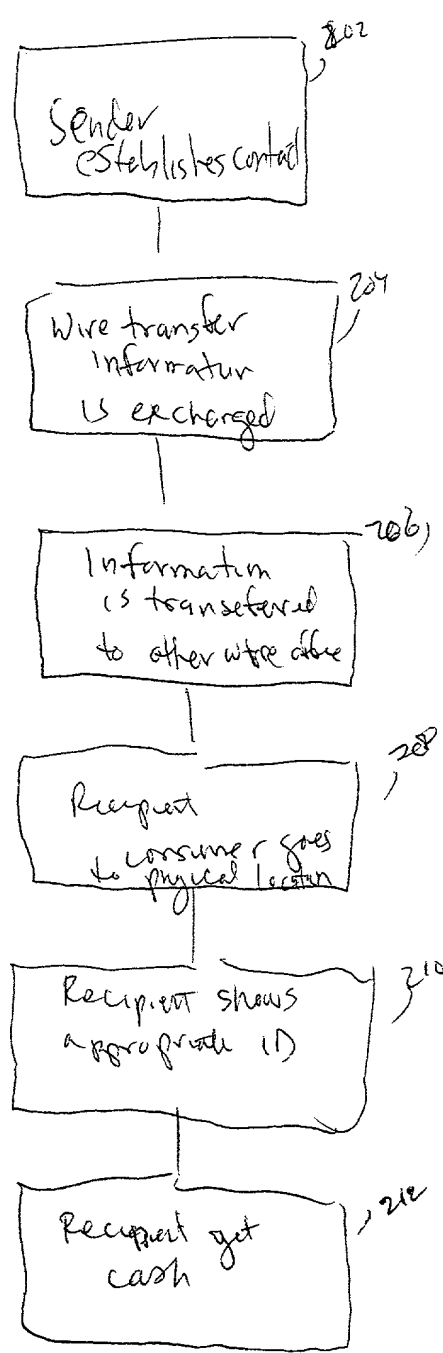 202
Sender
establishes contact
204
Wire transfer
Information
is exchanged
206
Information
is transefered
to other wire office
208
Recipient
consumer goes
to physical location
210
Recipient shows
appropriate ID
212
Recipient get
cash